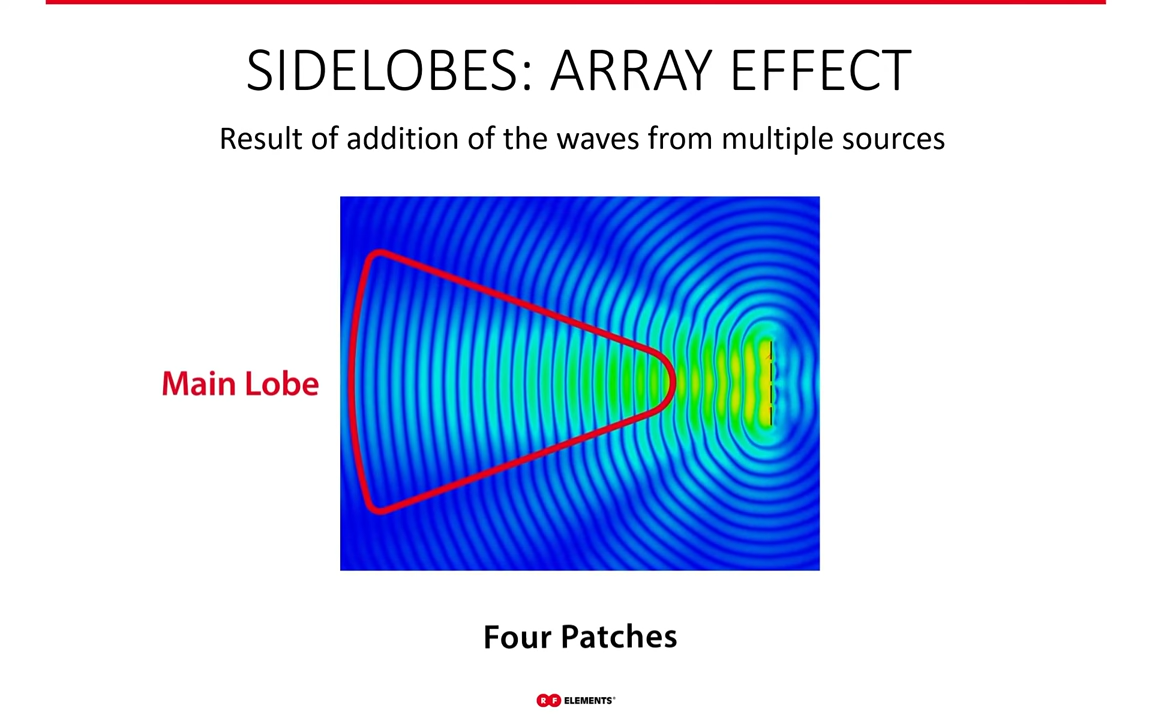 SIDELOBES: ARRAY EFFECT
Result of addition of the waves from multiple sources
Main Lobe
Four Patches
RF ELEMENTS®